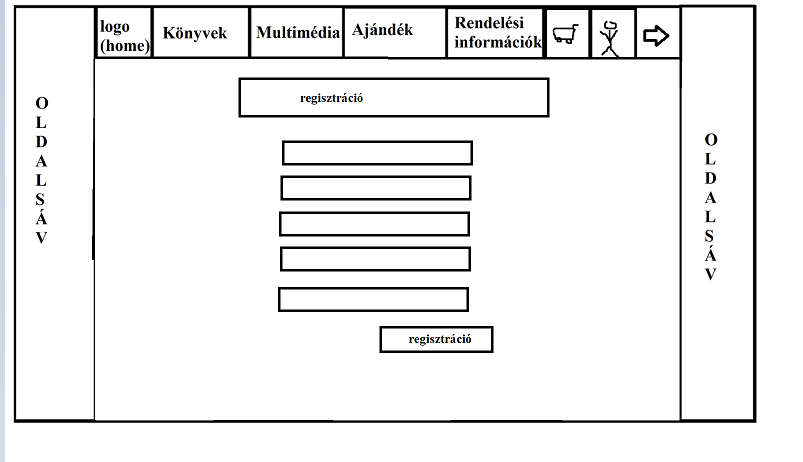 logo
(home)
Könyvek
Multimédia
Ajándék
Rendelési
információk
regisztráció
regisztráció
O
L
D
A
L
S
Á
V
O
L
D
A
L
S
Á
V